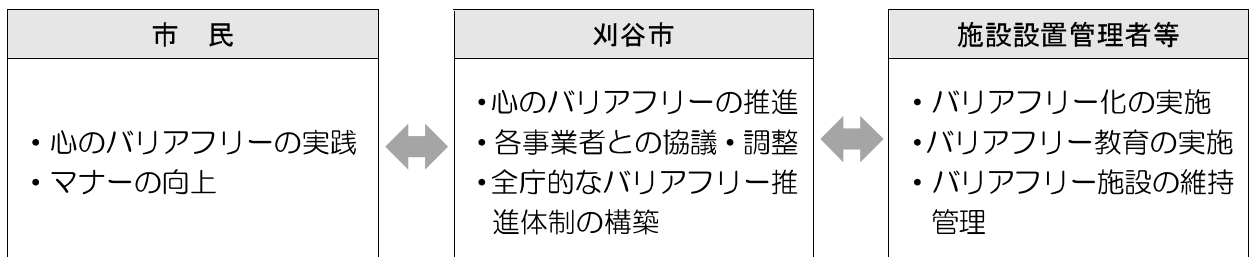 市　民
・心のバリアフリーの実践
・マナーの向上
刈谷市
・心のバリアフリーの推進
・各事業者との協議・調整
・全庁的なバリアフリー推
進体制の構築
施設設置管理者等
・バリアフリー化の実施
・バリアフリー教育の実施
・バリアフリー施設の維持
管理